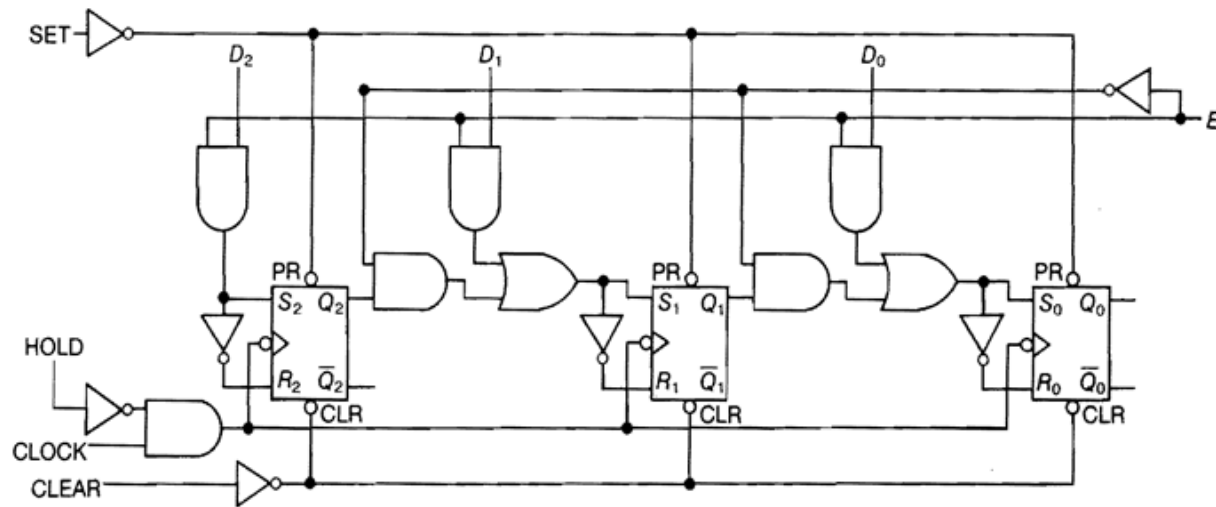 SET
D₂ D₁ D₀
E
PR PR PR
S₂ Q₂ S₁ Q₁ S₀ Q₀
HOLD
R₂ Q̅₂ R₁ Q̅₁ R₀ Q̅₀
CLR CLR CLR
CLOCK
CLEAR